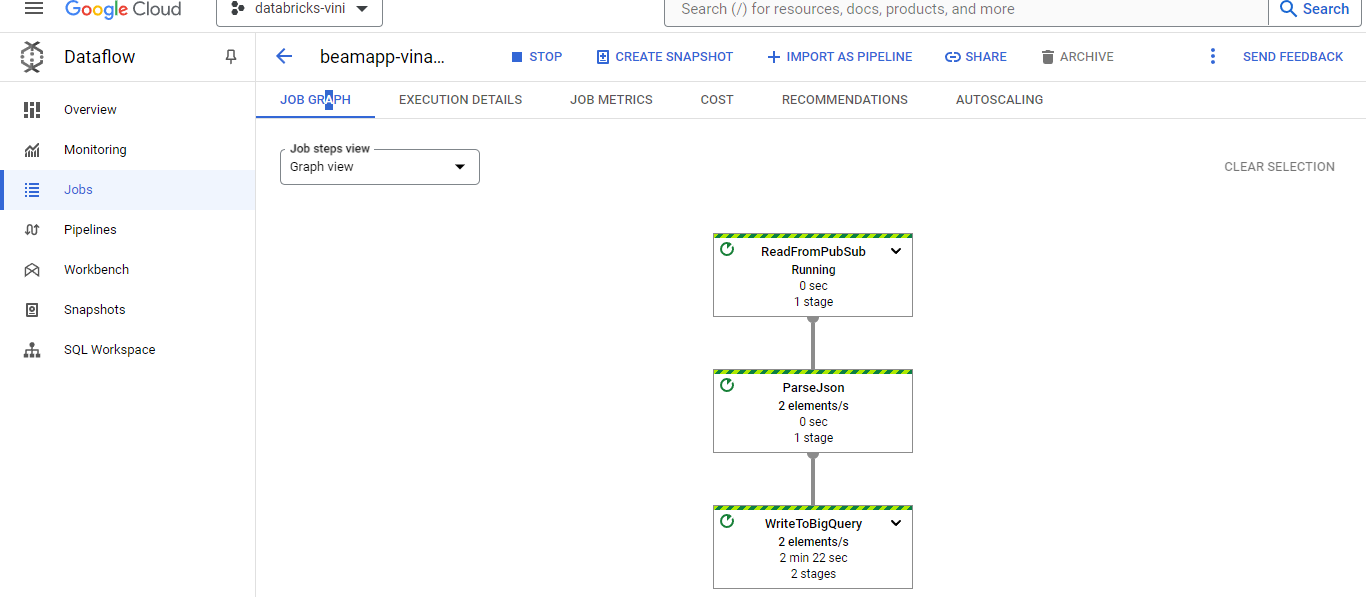 Google Cloud
databricks-vini
Search (/) for resources, docs, products, and more
Search
Dataflow
beamapp-vina...
STOP
CREATE SNAPSHOT
IMPORT AS PIPELINE
SHARE
ARCHIVE
SEND FEEDBACK
Overview
Monitoring
Jobs
Pipelines
Workbench
Snapshots
SQL Workspace
JOB GRAPH
EXECUTION DETAILS
JOB METRICS
COST
RECOMMENDATIONS
AUTOSCALING
Job steps view
Graph view
CLEAR SELECTION
ReadFromPubSub
Running
0 sec
1 stage
ParseJson
2 elements/s
0 sec
1 stage
WriteToBigQuery
2 elements/s
2 min 22 sec
2 stages